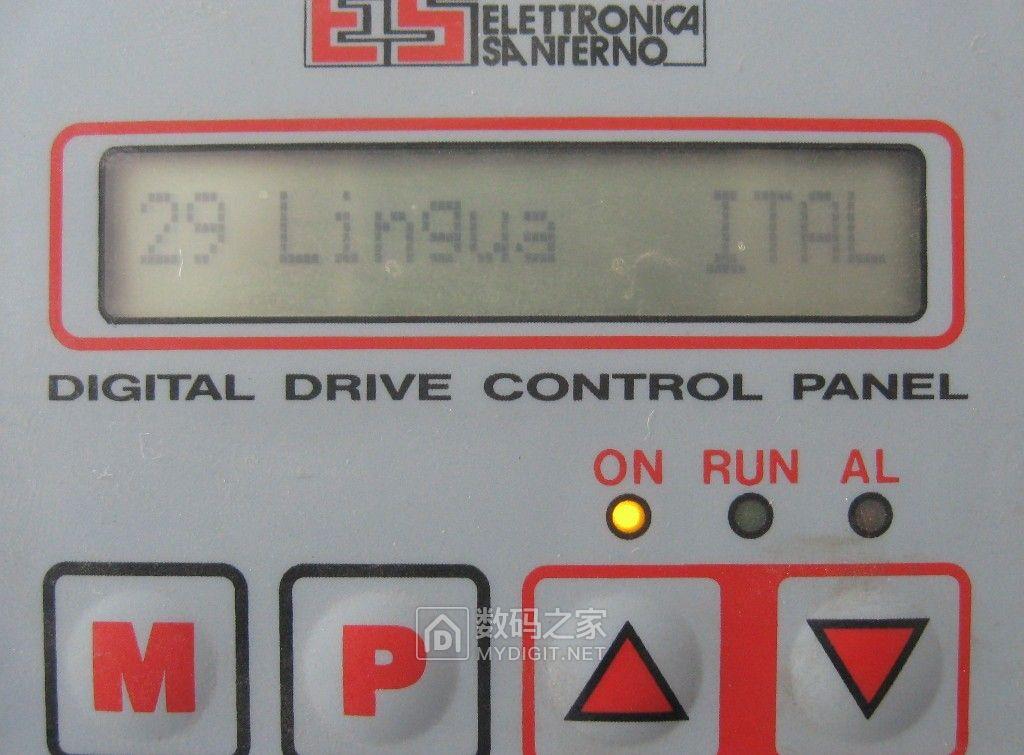 ES ELETTRONICA
SANTERNO
29 Lingua ITAL
DIGITAL DRIVE CONTROL PANEL
ON RUN AL
M P
数码之家
MYDIGIT.NET